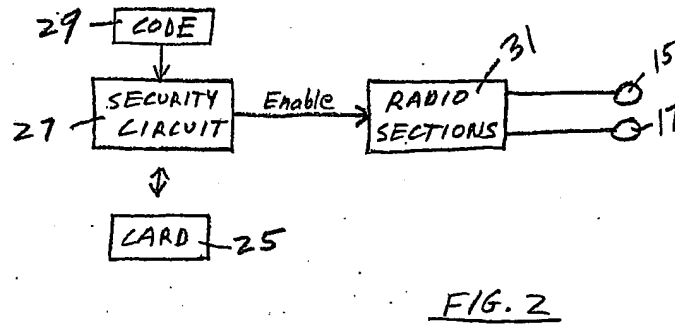 29
CODE
31
15
SECURITY
CIRCUIT
Enable
RADIO
SECTIONS
27
17
CARD
25
FIG. 2